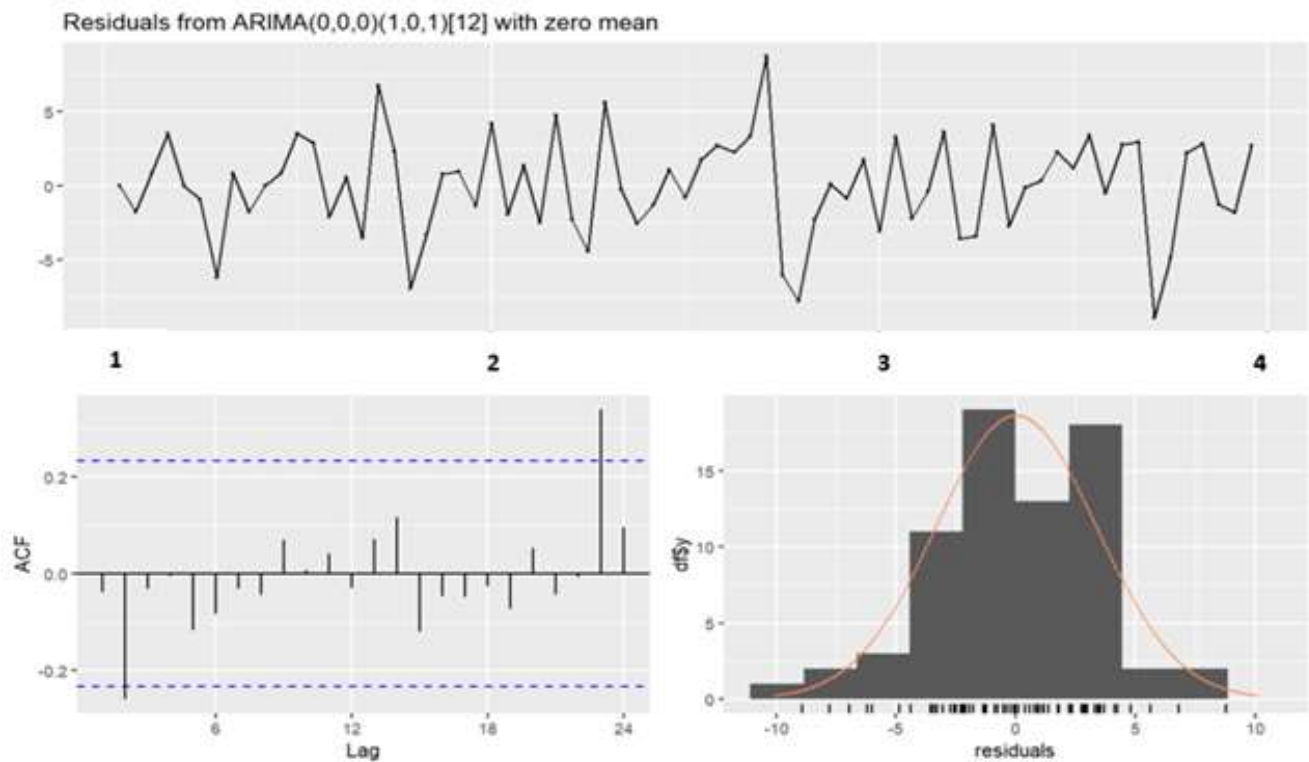 Residuals from ARIMA(0,0,0)(1,0,1)[12] with zero mean
5
0
-5
1 2 3 4
0.2
0.0
-0.2
ACF
6 12 18 24
Lag
15
10
5
0
df$y
-10 -5 0 5 10
residuals